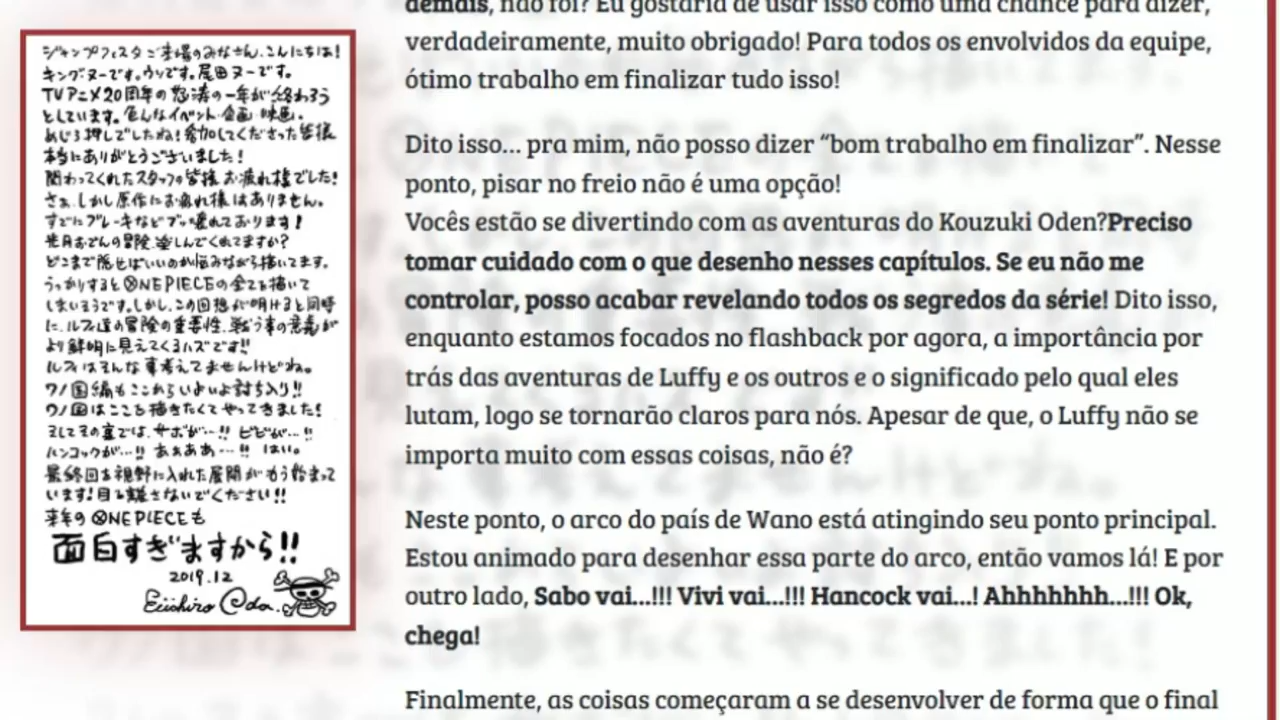 ジャンプフェスタご来場のみなさん、こんにちは!
キング・ヌーです。ウソです。尾田ヌーです。
TVアニメ20周年の怒涛の一年が終わろう
としています。色んなイベント・企画・映画。
めじろ押しでしたね!参加してくださった皆様
本当にありがとうございました!
関わってくれたスタッフの皆様お疲れ様でした!
さぁ、しかし原作にお疲れ様はありません。
すでにブレーキなどブッ壊れております!
光月おでんの冒険、楽しんでくれてますか?
どこまで隠せばいいのか悩みながら描いてます。
うっかりするとONE PIECEの全てを描いて
しまいそうです。しかし、この回想が明けると同時
に、ルフィ達の冒険の重要性、戦う事の意義が
より鮮明に見えてくるハズです!!
ルフィはそんな事考えてませんけどね。
ワノ国編もここからいよいよ討ち入り!!
ワノ国はここを描きたくてやってきました!
そしてその裏では、サボが…!! ビビが…!!
ハンコックが…!! あぁああ…!! はい。
最終回を視野に入れた展開がもう始まって
います!目を離さないでください!!
来年のONE PIECEも
面白すぎますから!!
2019.12
Eiichiro Oda.
demais, não foi? Eu gostaria de usar isso como uma chance para dizer,
verdadeiramente, muito obrigado! Para todos os envolvidos da equipe,
ótimo trabalho em finalizar tudo isso!
Dito isso... pra mim, não posso dizer “bom trabalho em finalizar”. Nesse
ponto, pisar no freio não é uma opção!
Vocês estão se divertindo com as aventuras do Kouzuki Oden?Preciso
tomar cuidado com o que desenho nesses capítulos. Se eu não me
controlar, posso acabar revelando todos os segredos da série! Dito isso,
enquanto estamos focados no flashback por agora, a importância por
trás das aventuras de Luffy e os outros e o significado pelo qual eles
lutam, logo se tornarão claros para nós. Apesar de que, o Luffy não se
importa muito com essas coisas, não é?
Neste ponto, o arco do país de Wano está atingindo seu ponto principal.
Estou animado para desenhar essa parte do arco, então vamos lá! E por
outro lado, Sabo vai...!!! Vivi vai...!!! Hancock vai...! Ahhhhhhh...!!! Ok,
chega!
Finalmente, as coisas começaram a se desenvolver de forma que o final